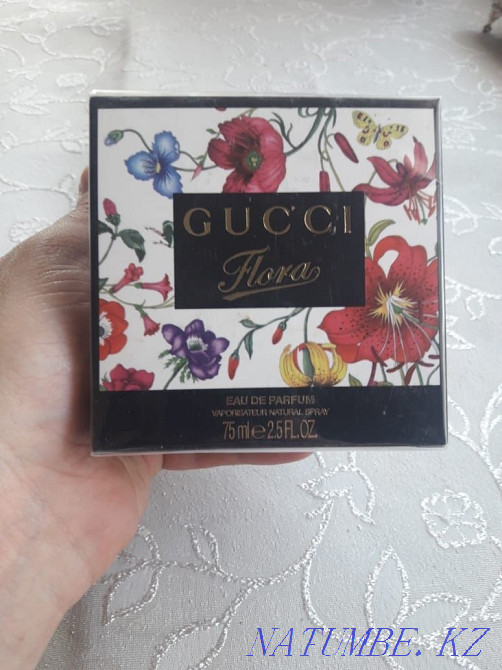 GUCCI
Flora
EAU DE PARFUM
VAPORISATEUR NATURAL SPRAY
75 ml e 2.5 FL.OZ.
NATUMBE. KZ